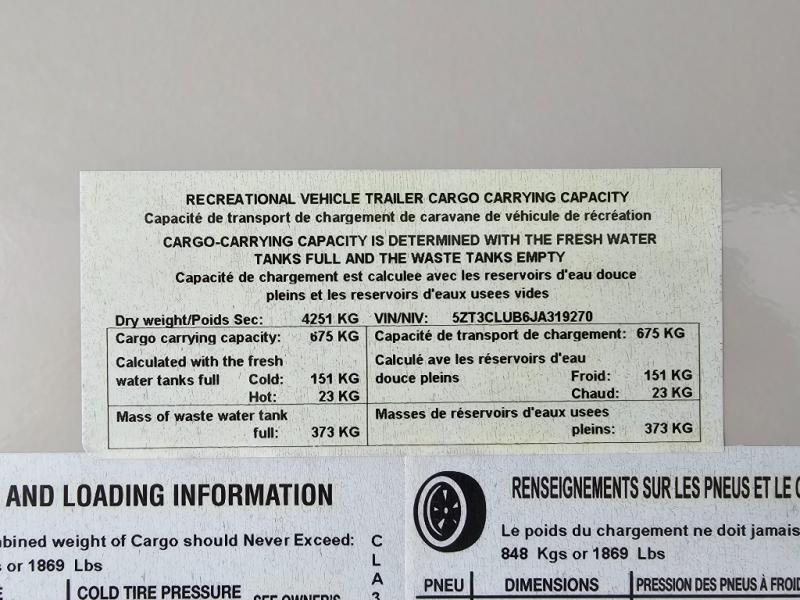 RECREATIONAL VEHICLE TRAILER CARGO CARRYING CAPACITY
Capacité de transport de chargement de caravane de véhicule de récréation
CARGO-CARRYING CAPACITY IS DETERMINED WITH THE FRESH WATER
TANKS FULL AND THE WASTE TANKS EMPTY
Capacité de chargement est calculee avec les reservoirs d'eau douce
pleins et les reservoirs d'eaux usees vides
Dry weight/Poids Sec: 4251 KG VIN/NIV: 5ZT3CLUB6JA319270
Cargo carrying capacity: 675 KG Capacité de transport de chargement: 675 KG
Calculated with the fresh Calculé ave les réservoirs d'eau
water tanks full Cold: 151 KG douce pleins Froid: 151 KG
Hot: 23 KG Chaud: 23 KG
Mass of waste water tank Masses de réservoirs d'eaux usees
full: 373 KG pleins: 373 KG
AND LOADING INFORMATION RENSEIGNEMENTS SUR LES PNEUS ET LE
weight of Cargo should Never Exceed: C Le poids du chargement ne doit jamais
or 1869 Lbs L 848 Kgs or 1869 Lbs
COLD TIRE PRESSURE SEE OWNER'S A PNEU DIMENSIONS PRESSION DES PNEUS À FROID